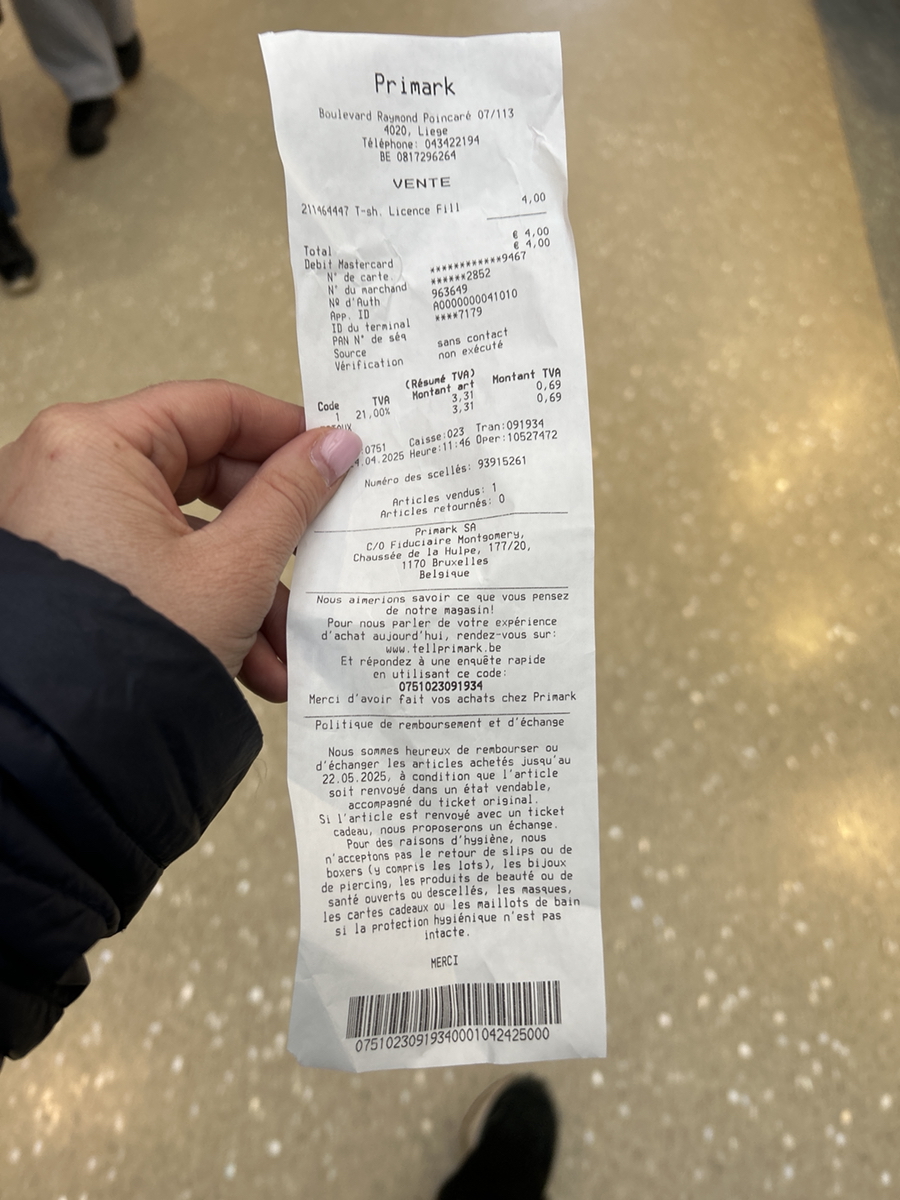 Primark
Boulevard Raymond Poincaré 07/113
4020, Liege
Téléphone: 043422194
BE 0817296264
VENTE
211464447 T-sh. Licence Fill 4,00
€ 4,00
Total € 4,00
Debit Mastercard
N° de carte ************9467
N° du marchand ******2852
Nº d'Auth 963649
App. ID A0000000041010
ID du terminal ****7179
PAN N° de séq
Source sans contact
Vérification non exécuté
(Résumé TVA)
Code TVA Montant art Montant TVA
1 21,00% 3,31 0,69
3,31 0,69
:0751 Caisse:023 Tran:091934
.04.2025 Heure:11:46 Oper:10527472
Numéro des scellés: 93915261
Articles vendus: 1
Articles retournés: 0
Primark SA
C/O Fiduciaire Montgomery,
Chaussée de la Hulpe, 177/20,
1170 Bruxelles
Belgique
Nous aimerions savoir ce que vous pensez
de notre magasin!
Pour nous parler de votre expérience
d'achat aujourd'hui, rendez-vous sur:
www.tellprimark.be
Et répondez à une enquête rapide
en utilisant ce code:
0751023091934
Merci d'avoir fait vos achats chez Primark
Politique de remboursement et d'échange
Nous sommes heureux de rembourser ou
d'échanger les articles achetés jusqu'au
22.05.2025, à condition que l'article
soit renvoyé dans un état vendable,
accompagné du ticket original.
Si l'article est renvoyé avec un ticket
cadeau, nous proposerons un échange.
Pour des raisons d'hygiène, nous
n'acceptons pas le retour de slips ou de
boxers (y compris les lots), les bijoux
de piercing, les produits de beauté ou de
santé ouverts ou descellés, les masques,
les cartes cadeaux ou les maillots de bain
si la protection hygiénique n'est pas
intacte.
MERCI
07510230919340001042425000